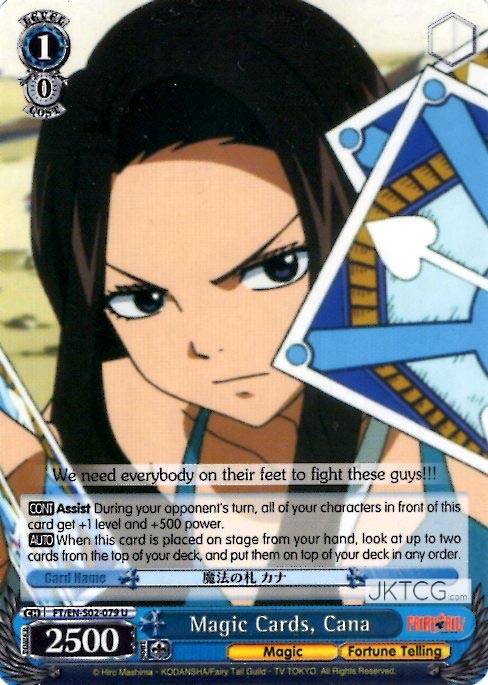 LEVEL
1
0
COST
We need everybody on their feet to fight these guys!!!
CONT Assist During your opponent's turn, all of your characters in front of this
card get +1 level and +500 power.
AUTO When this card is placed on stage from your hand, look at up to two
cards from the top of your deck, and put them on top of your deck in any order.
Card Name 魔法の札 カナ
JKTCG.com
CH FT/EN-S02-079 U
POWER 2500
Magic Cards, Cana
FAIRY TAIL
Magic Fortune Telling
© Hiro Mashima • KODANSHA/Fairy Tail Guild • TV TOKYO. All Rights Reserved.